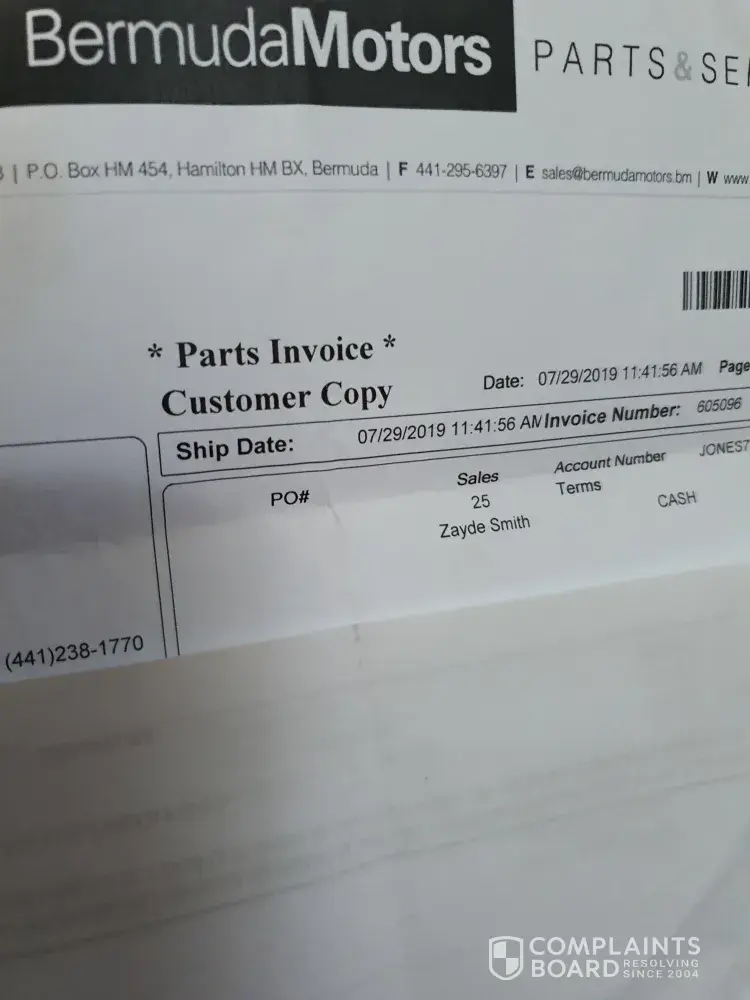 BermudaMotors PARTS & SE
| P.O. Box HM 454, Hamilton HM BX, Bermuda | F 441-295-6397 | E sales@bermudamotors.bm | W www.
* Parts Invoice *
Customer Copy
Date: 07/29/2019 11:41:56 AM Page
Ship Date: 07/29/2019 11:41:56 AM Invoice Number: 605096
PO# Sales Account Number JONES7
25 Terms CASH
Zayde Smith
(441)238-1770
COMPLAINTS
BOARD RESOLVING
SINCE 2004